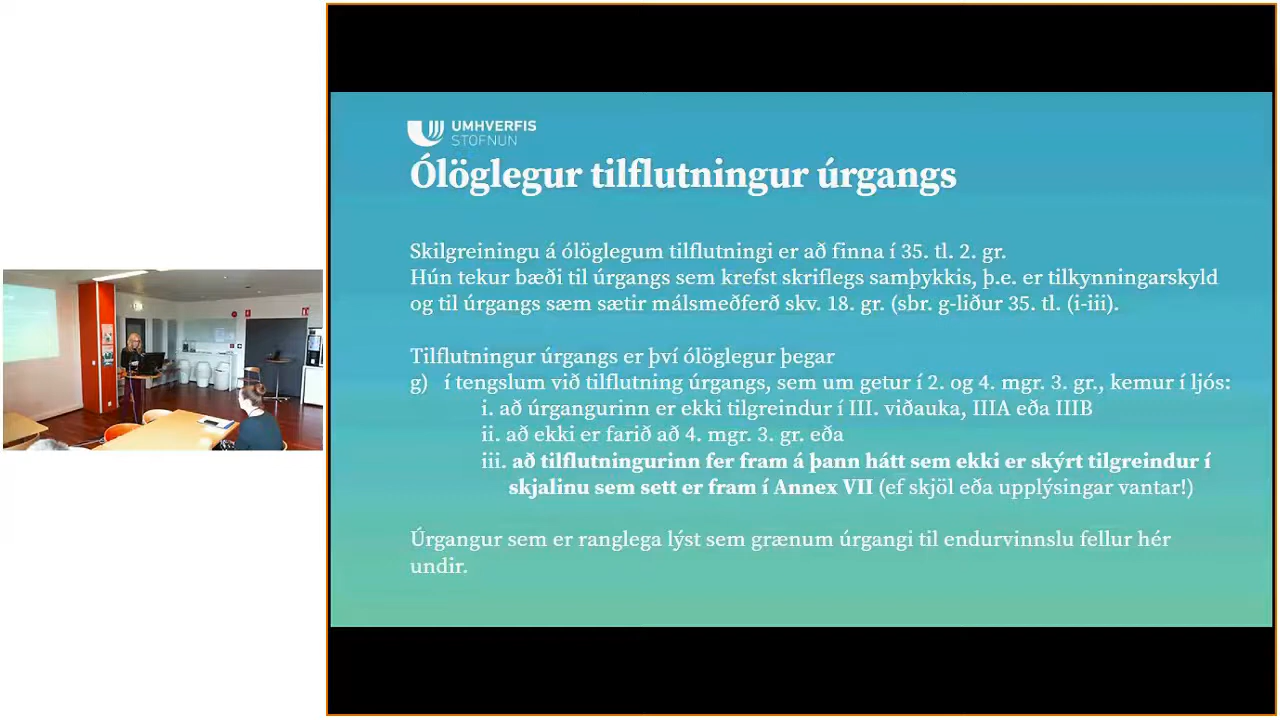 UMHVERFIS
STOFNUN
Ólöglegur tilflutningur úrgangs
Skilgreiningu á ólöglegum tilflutningi er að finna í 35. tl. 2. gr.
Hún tekur bæði til úrgangs sem krefst skriflegs samþykkis, þ.e. er tilkynningarskyld
og til úrgangs sæm sætir málsmeðferð skv. 18. gr. (sbr. g-liður 35. tl. (i-iii).
Tilflutningur úrgangs er því ólöglegur þegar
g) í tengslum við tilflutning úrgangs, sem um getur í 2. og 4. mgr. 3. gr., kemur í ljós:
i. að úrgangurinn er ekki tilgreindur í III. viðauka, IIIA eða IIIB
ii. að ekki er farið að 4. mgr. 3. gr. eða
iii. að tilflutningurinn fer fram á þann hátt sem ekki er skýrt tilgreindur í
skjalinu sem sett er fram í Annex VII (ef skjöl eða upplýsingar vantar!)
Úrgangur sem er ranglega lýst sem grænum úrgangi til endurvinnslu fellur hér
undir.